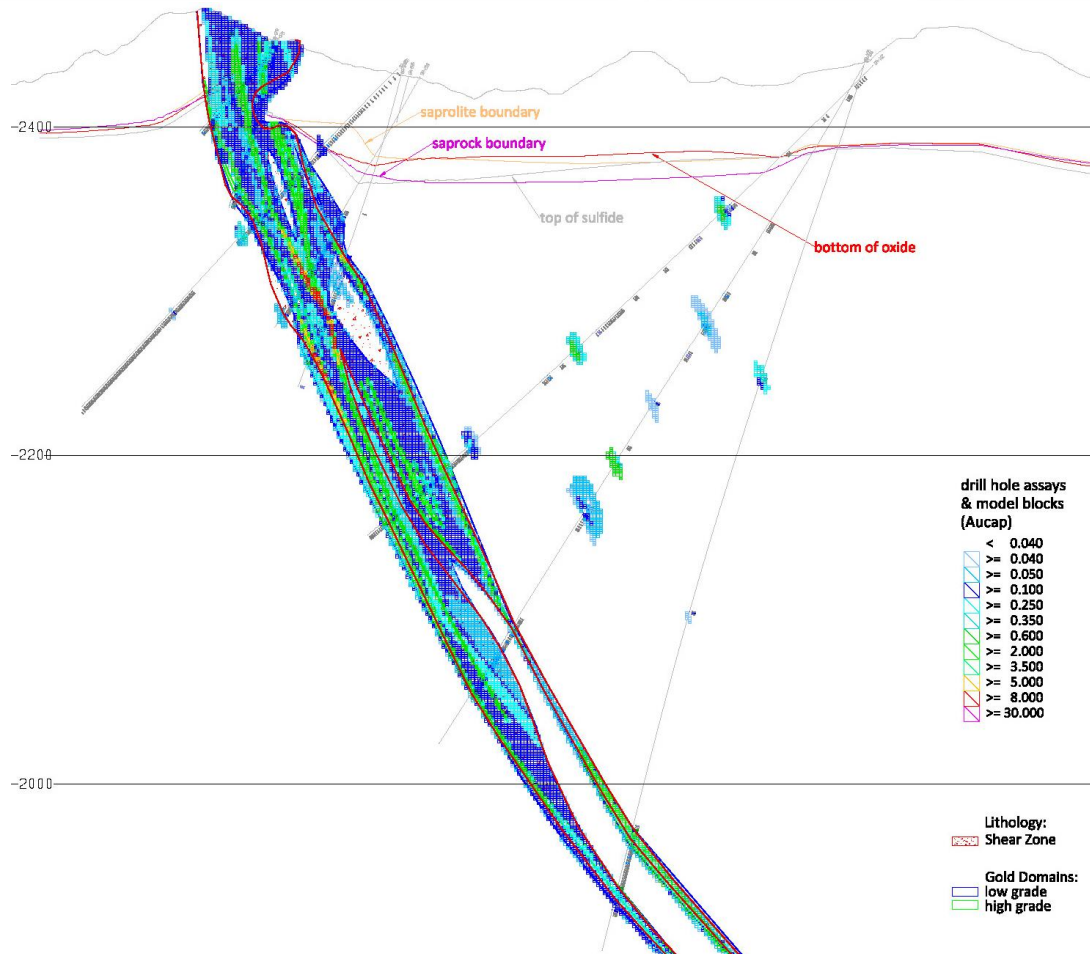 saprolite boundary
-2400
saprock boundary
top of sulfide
bottom of oxide
-2200
drill hole assays
& model blocks
(Aucap)
< 0.040
>= 0.040
>= 0.050
>= 0.100
>= 0.250
>= 0.350
>= 0.600
>= 2.000
>= 3.500
>= 5.000
>= 8.000
>= 30.000
-2000
Lithology:
Shear Zone
Gold Domains:
low grade
high grade